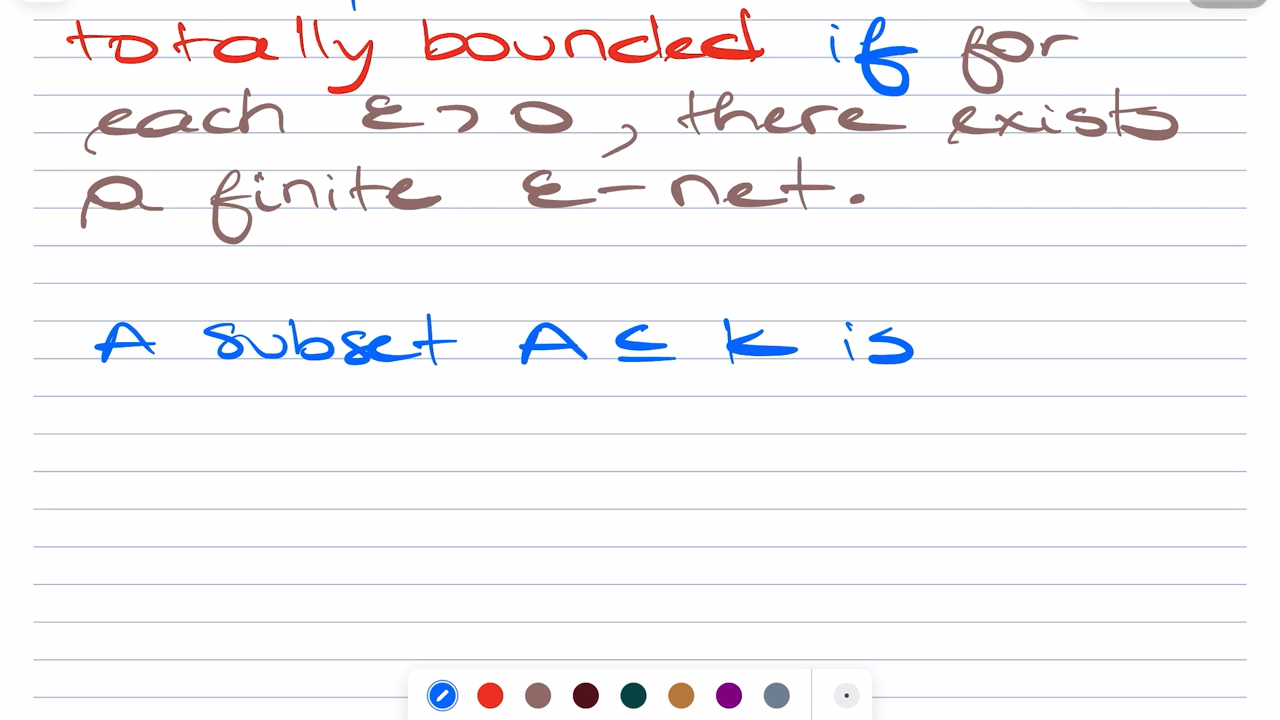 totally bounded if for
each ε > 0, there exists
a finite ε-net.
A subset A ⊆ K is